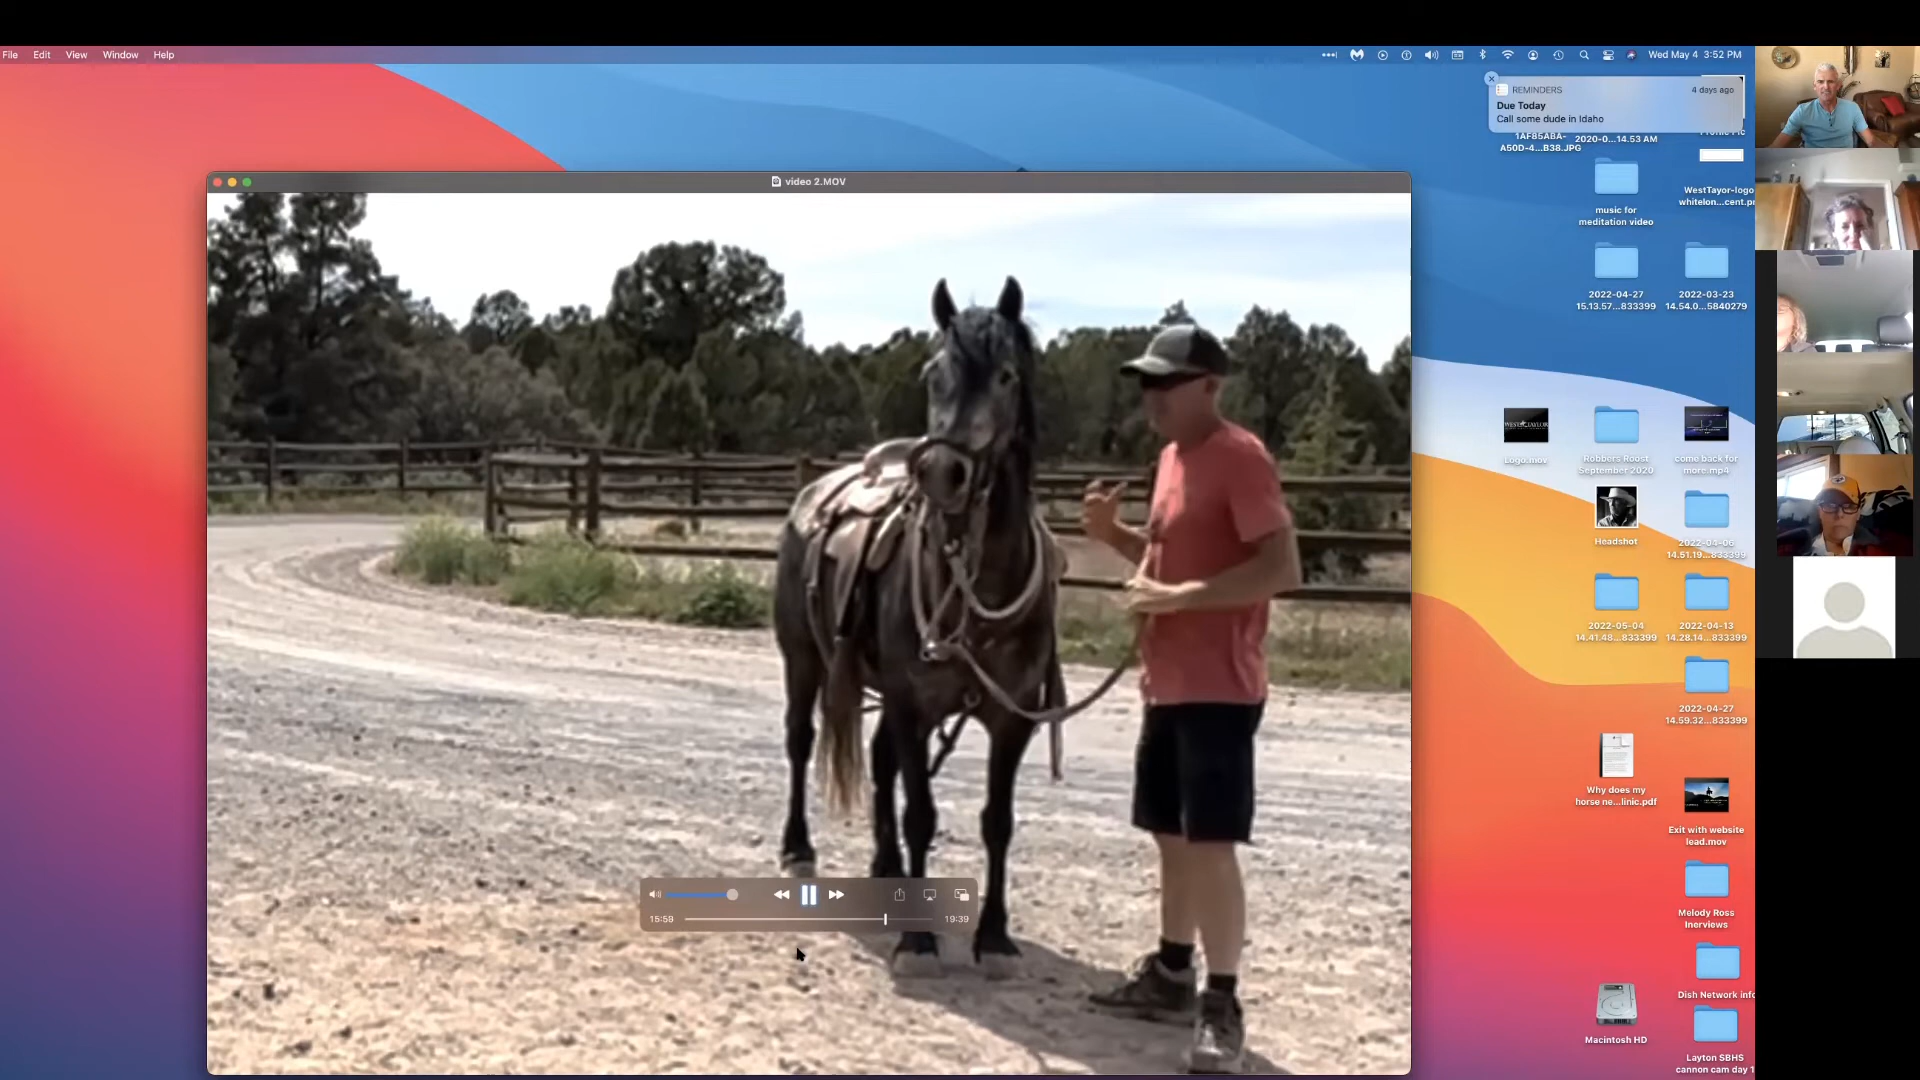 File Edit View Window Help
Wed May 4 3:52 PM
REMINDERS 4 days ago
Due Today
Call some dude in Idaho
1AF85ABA-
A50D-4...B38.JPG
2020-0...14.53 AM
WestTayor-logo
whitelon...cent.pn
music for
meditation video
2022-04-27
15.13.57...833399
2022-03-23
14.54.0...5840279
video 2.MOV
WEST TAYLOR
Logo.mov
Robbers Roost
September 2020
come back for
more.mp4
Headshot
2022-04-06
14.51.19...833399
2022-05-04
14.41.48...833399
2022-04-13
14.28.14...833399
2022-04-27
14.59.32...833399
Why does my
horse ne...linic.pdf
Exit with website
lead.mov
Melody Ross
Inerviews
Dish Network info
Macintosh HD
Layton SBHS
cannon cam day 1
15:59
19:39